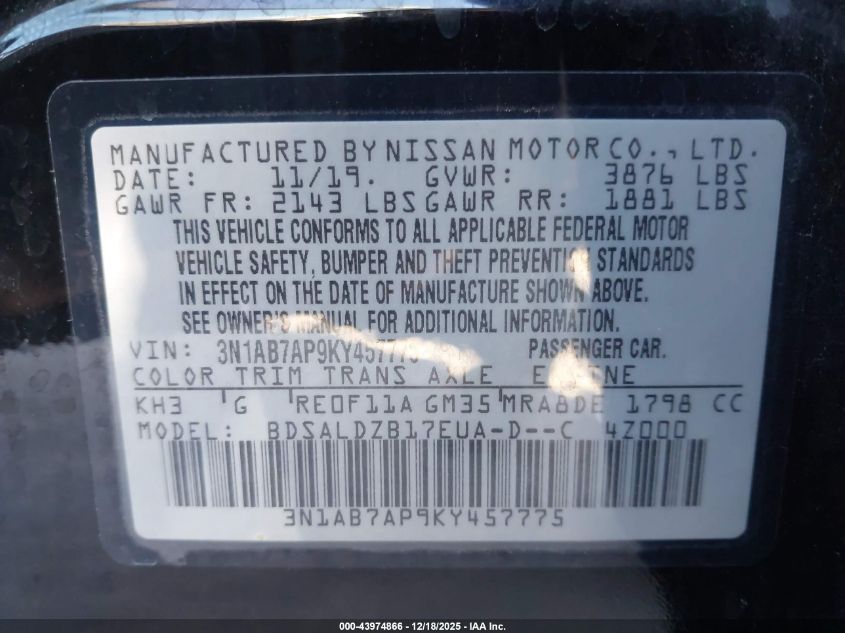 MANUFACTURED BY NISSAN MOTOR CO., LTD.
DATE: 11/19. GVWR: 3876 LBS
GAWR FR: 2143 LBS GAWR RR: 1881 LBS
THIS VEHICLE CONFORMS TO ALL APPLICABLE FEDERAL MOTOR
VEHICLE SAFETY, BUMPER AND THEFT PREVENTION STANDARDS
IN EFFECT ON THE DATE OF MANUFACTURE SHOWN ABOVE.
SEE OWNER'S MANUAL FOR ADDITIONAL INFORMATION.
VIN: 3N1AB7AP9KY457775 PASSENGER CAR.
COLOR TRIM TRANS AXLE ENGINE
KH3 G RE0F11A GM35 MRA8DE 1798 CC
MODEL: BDSALDZB17EUA-D--C 4Z000
3N1AB7AP9KY457775
000-43974866 - 12/18/2025 - IAA Inc.